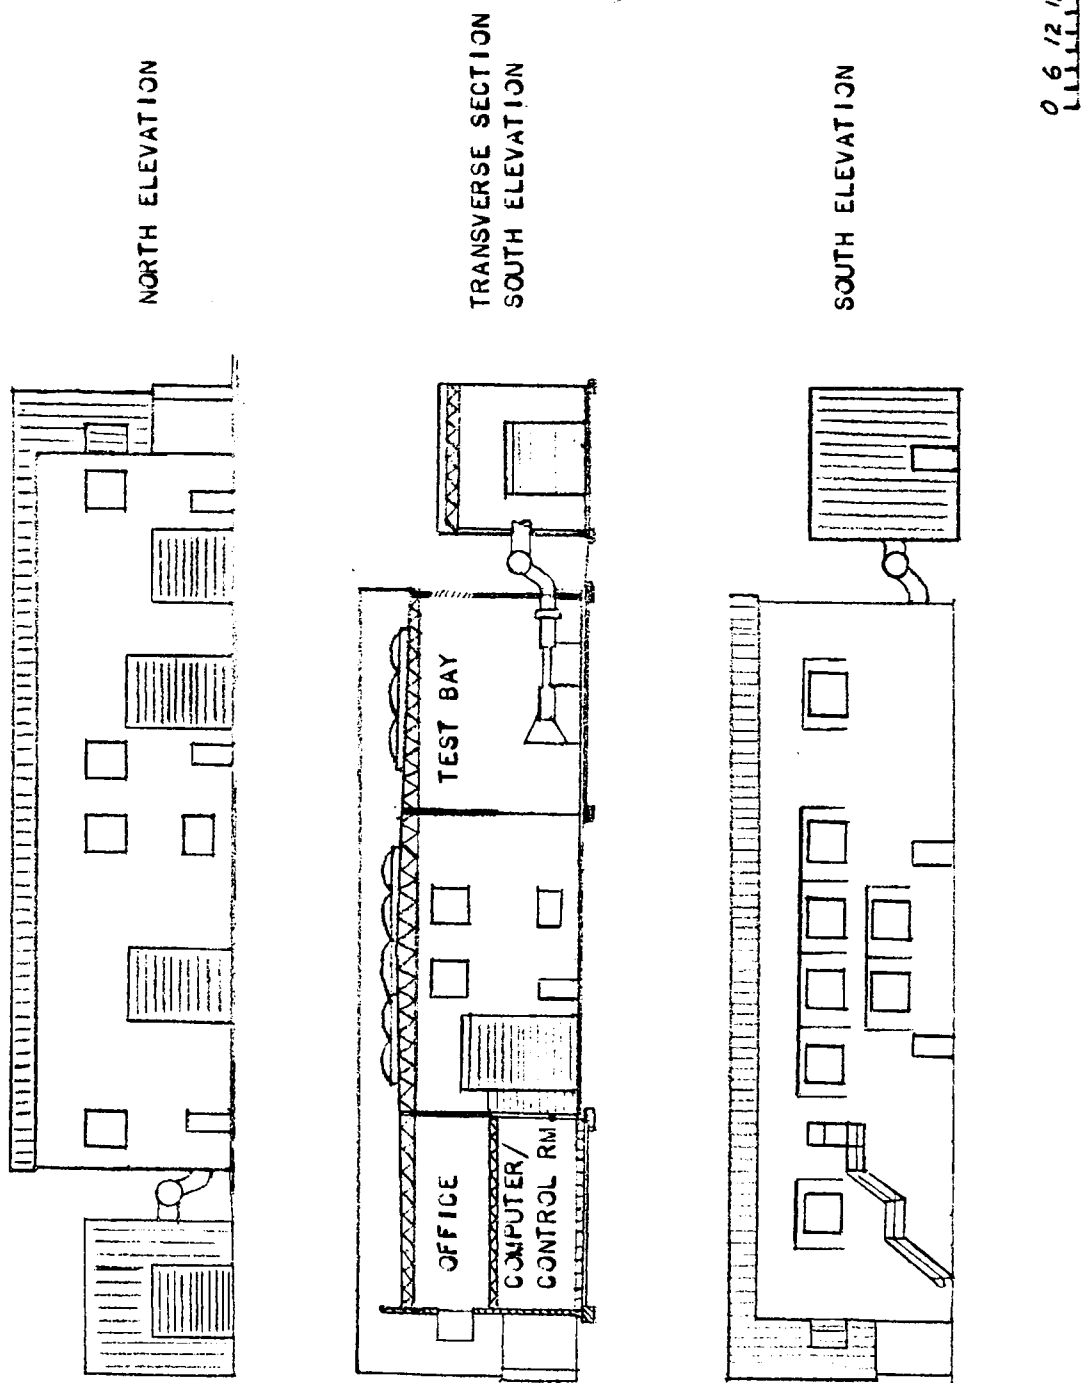 NORTH ELEVATION
TRANSVERSE SECTION
SOUTH ELEVATION
OFFICE
COMPUTER/
CONTROL RM.
TEST BAY
SOUTH ELEVATION
0 6 12